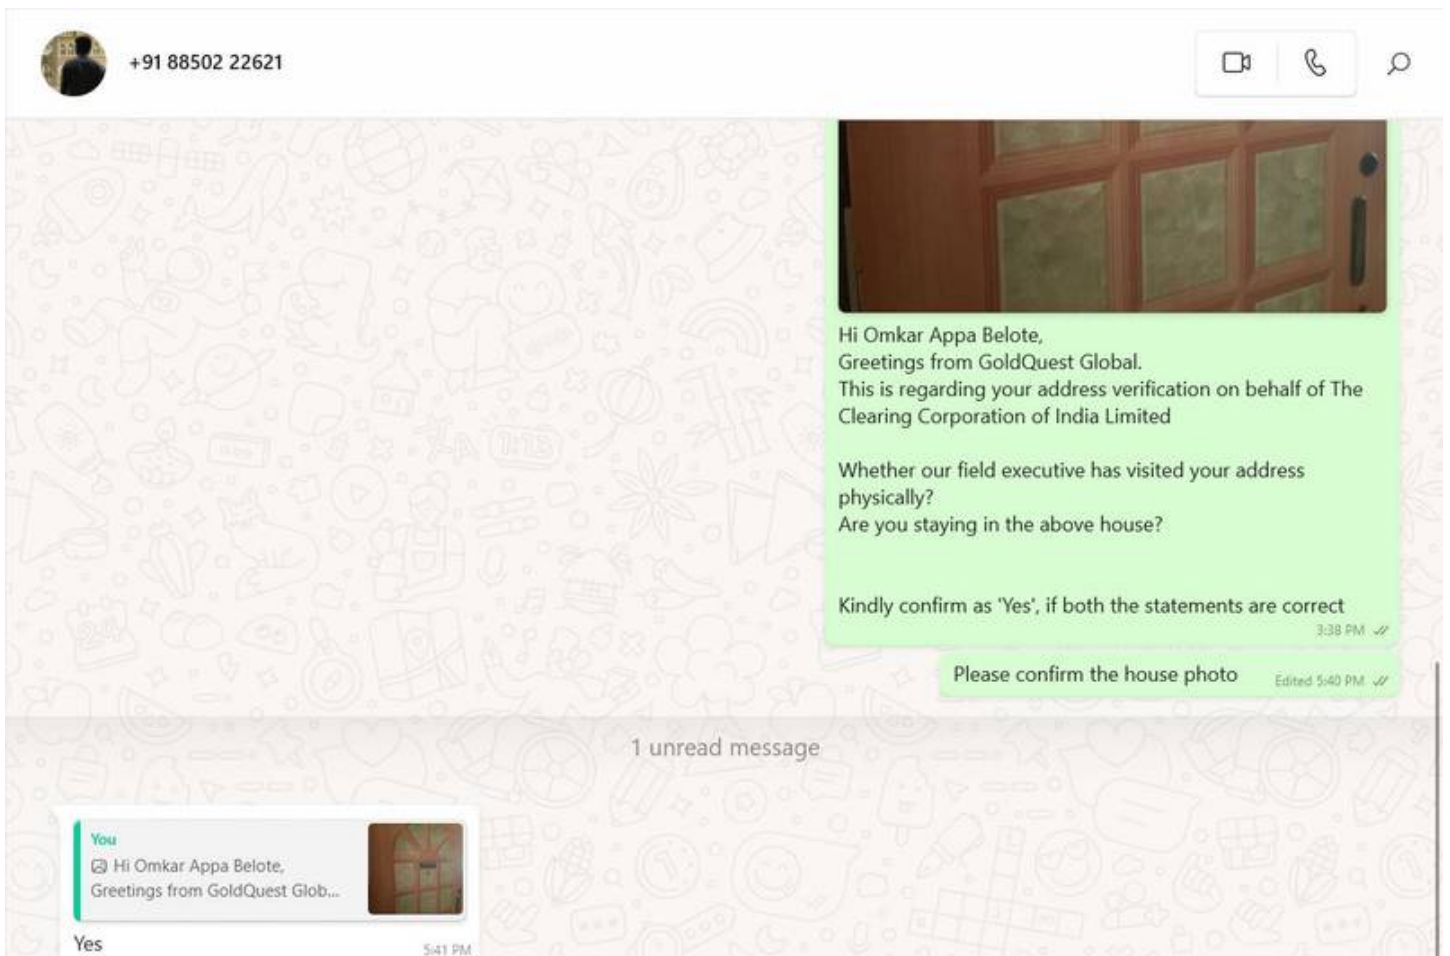 +91 88502 22621
Hi Omkar Appa Belote,
Greetings from GoldQuest Global.
This is regarding your address verification on behalf of The
Clearing Corporation of India Limited
Whether our field executive has visited your address
physically?
Are you staying in the above house?
Kindly confirm as 'Yes', if both the statements are correct
3:38 PM
Please confirm the house photo
Edited 5:40 PM
1 unread message
You
Hi Omkar Appa Belote,
Greetings from GoldQuest Glob...
Yes
5:41 PM